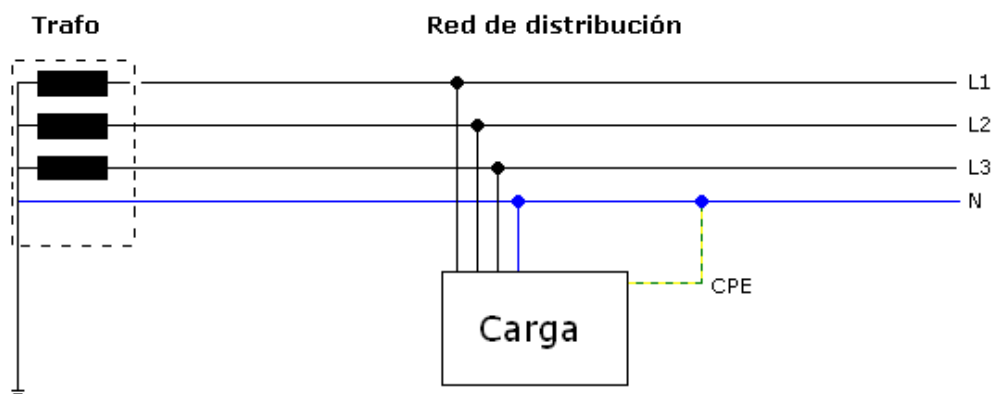 Trafo
Red de distribución
L1
L2
L3
N
CPE
Carga